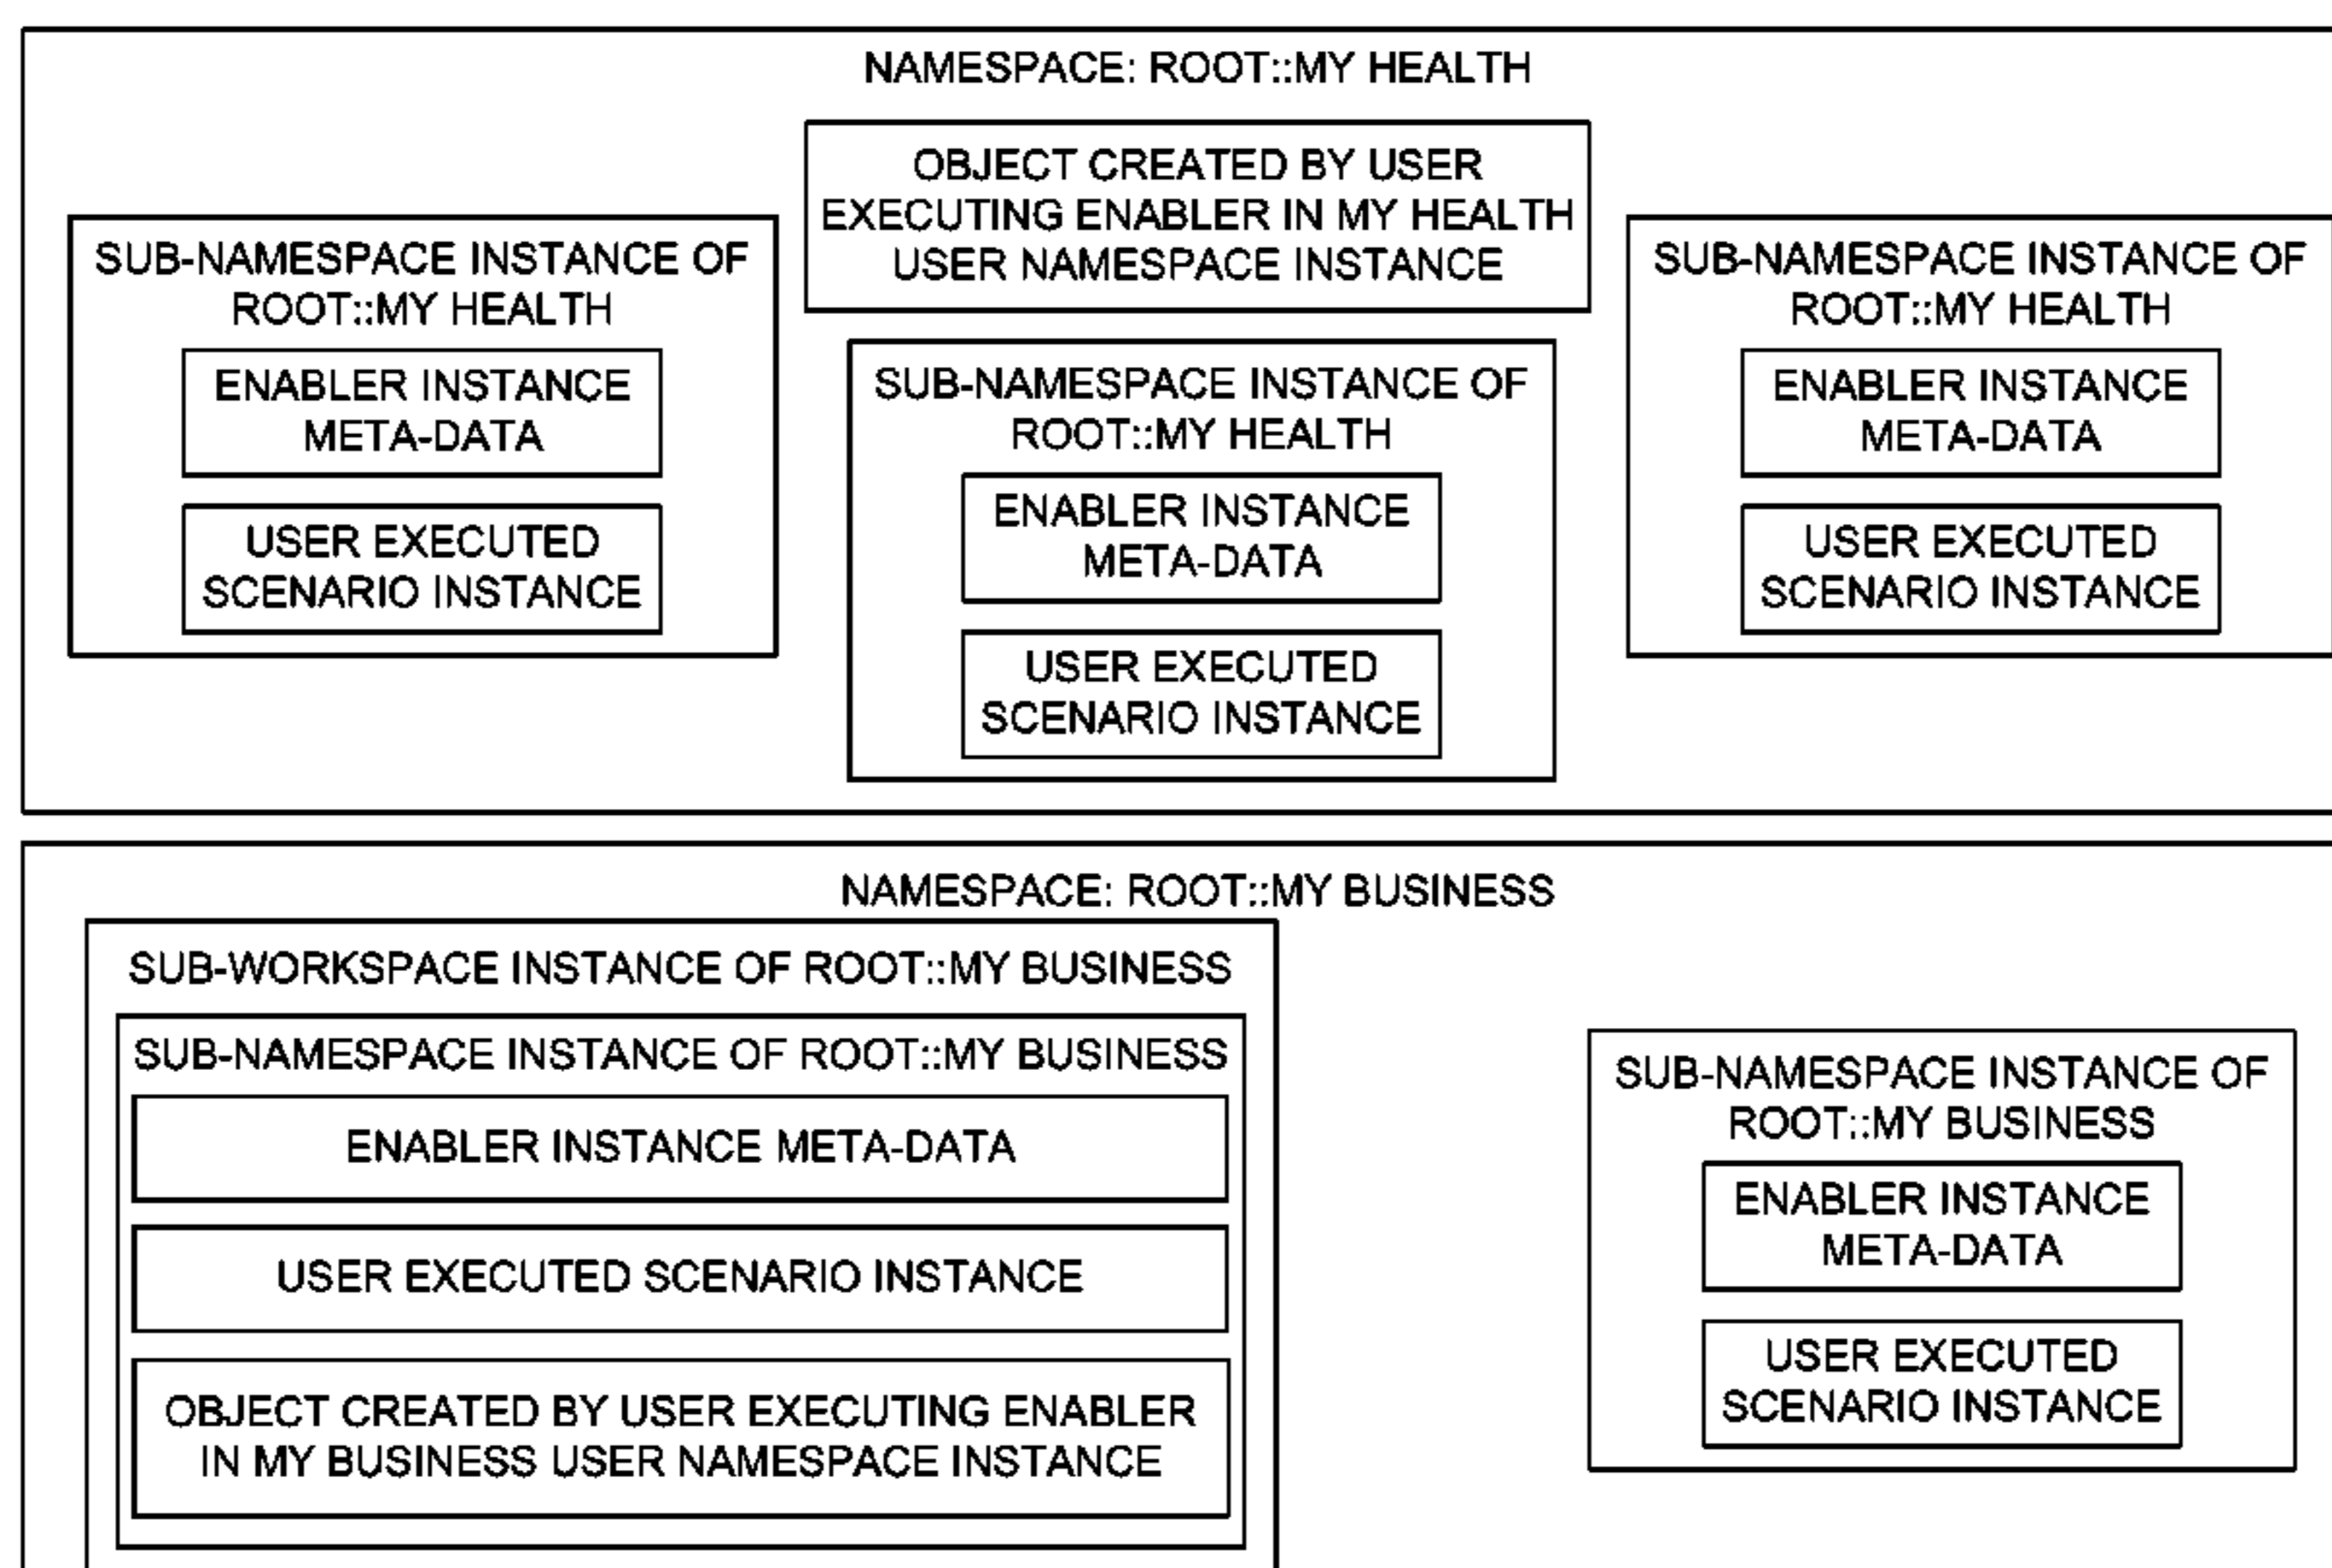 NAMESPACE: ROOT::MY HEALTH
OBJECT CREATED BY USER
EXECUTING ENABLER IN MY HEALTH
USER NAMESPACE INSTANCE
SUB-NAMESPACE INSTANCE OF
ROOT::MY HEALTH
ENABLER INSTANCE
META-DATA
USER EXECUTED
SCENARIO INSTANCE
SUB-NAMESPACE INSTANCE OF
ROOT::MY HEALTH
ENABLER INSTANCE
META-DATA
USER EXECUTED
SCENARIO INSTANCE
SUB-NAMESPACE INSTANCE OF
ROOT::MY HEALTH
ENABLER INSTANCE
META-DATA
USER EXECUTED
SCENARIO INSTANCE
NAMESPACE: ROOT::MY BUSINESS
SUB-WORKSPACE INSTANCE OF ROOT::MY BUSINESS
SUB-NAMESPACE INSTANCE OF ROOT::MY BUSINESS
ENABLER INSTANCE META-DATA
USER EXECUTED SCENARIO INSTANCE
OBJECT CREATED BY USER EXECUTING ENABLER
IN MY BUSINESS USER NAMESPACE INSTANCE
SUB-NAMESPACE INSTANCE OF
ROOT::MY BUSINESS
ENABLER INSTANCE
META-DATA
USER EXECUTED
SCENARIO INSTANCE